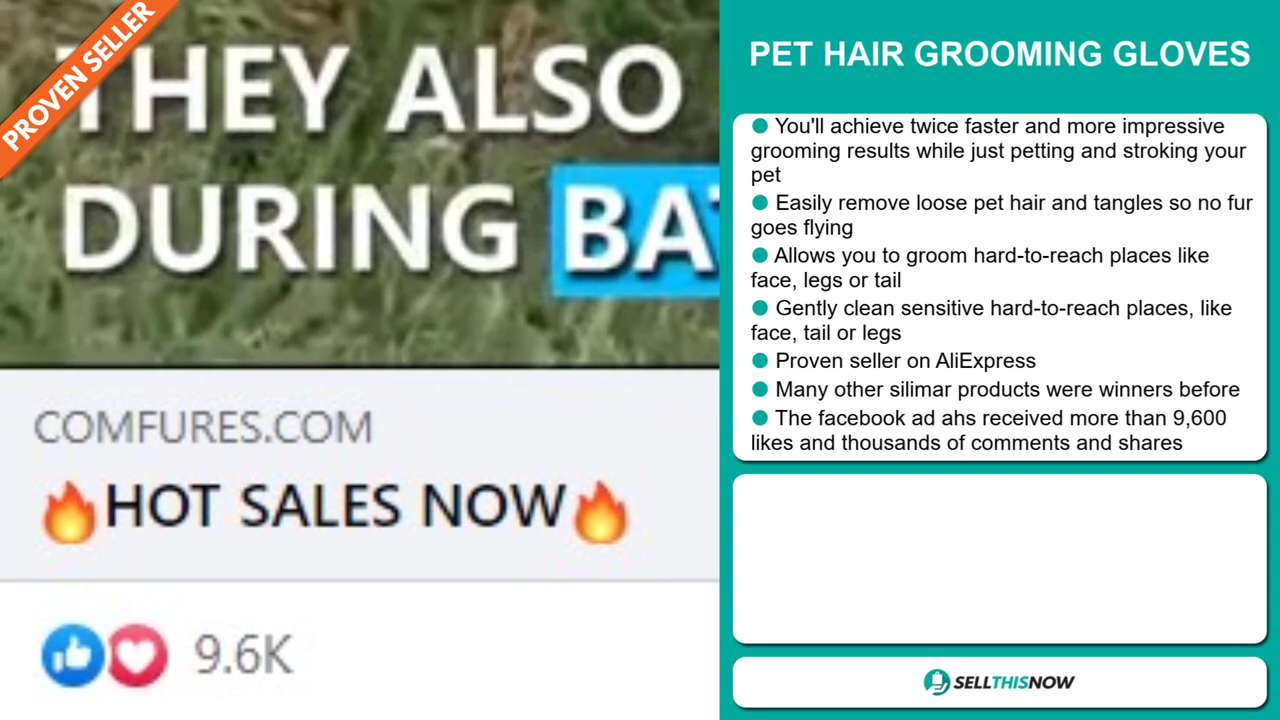 PROVEN SELLER
THEY ALSO
DURING
COMFURES.COM
🔥HOT SALES NOW🔥
9.6K
PET HAIR GROOMING GLOVES
● You'll achieve twice faster and more impressive
grooming results while just petting and stroking your
pet
● Easily remove loose pet hair and tangles so no fur
goes flying
● Allows you to groom hard-to-reach places like
face, legs or tail
● Gently clean sensitive hard-to-reach places, like
face, tail or legs
● Proven seller on AliExpress
● Many other silimar products were winners before
● The facebook ad ahs received more than 9,600
likes and thousands of comments and shares
SELLTHISNOW